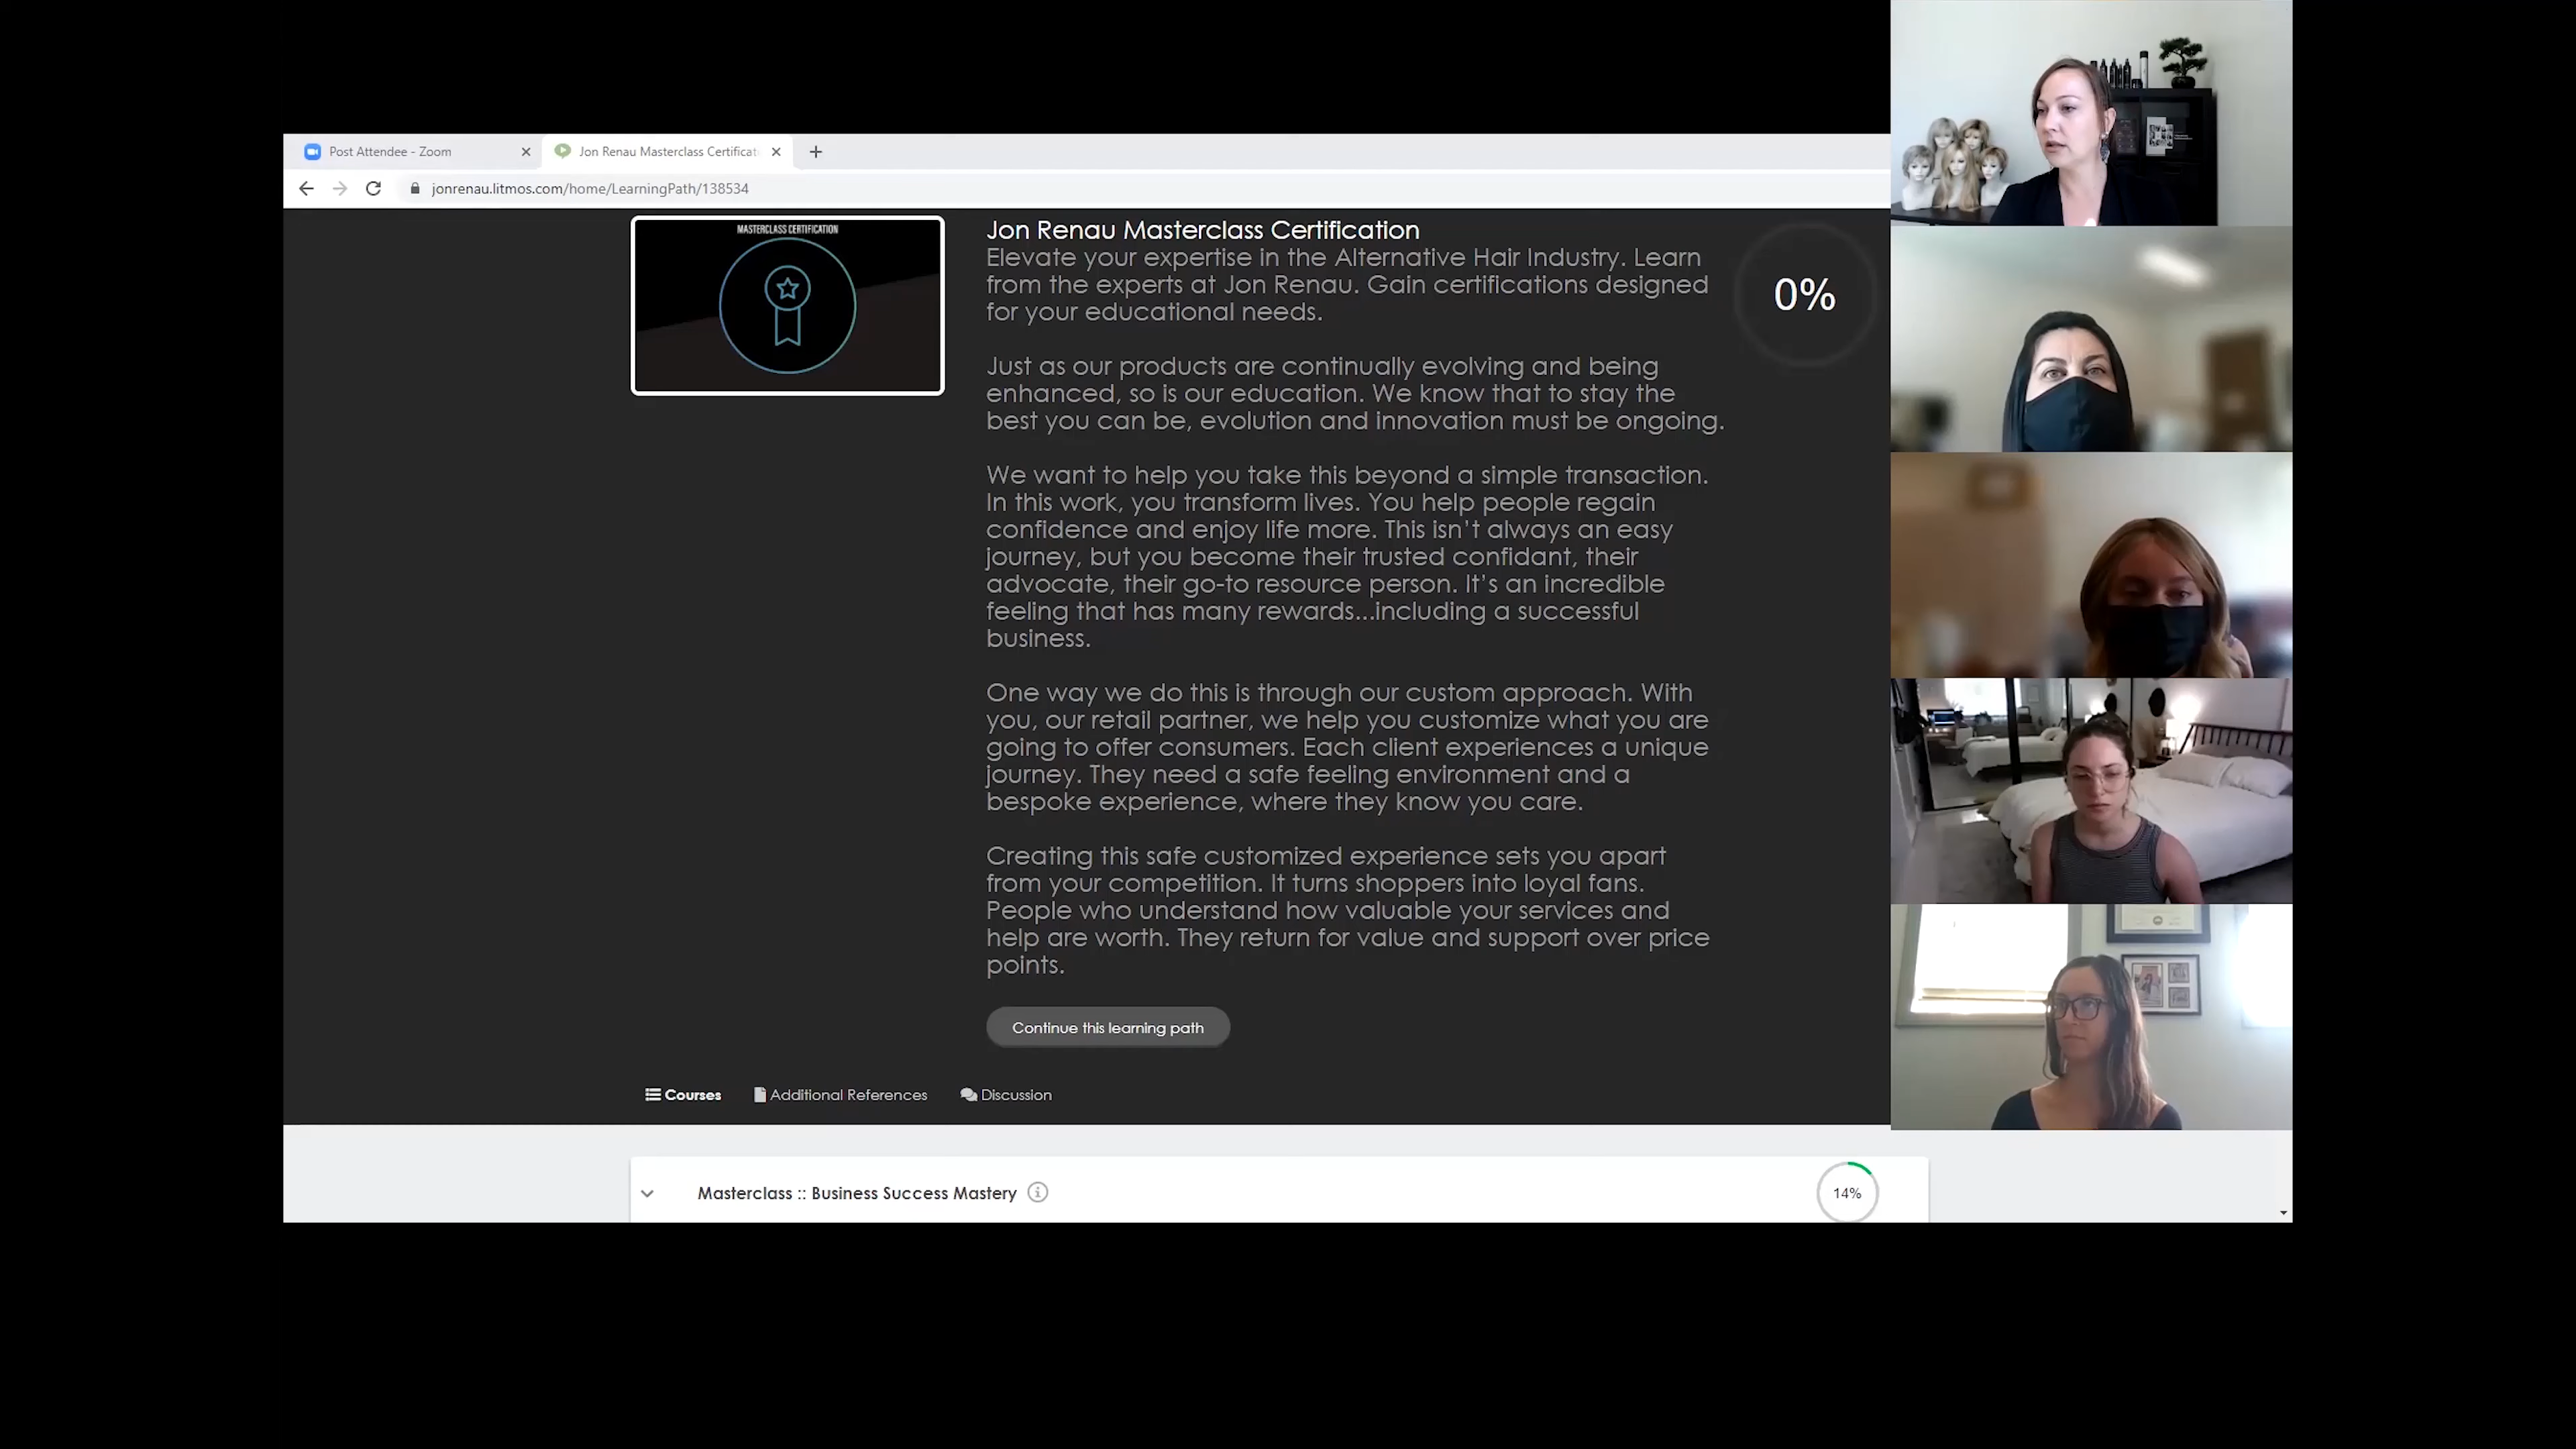 Post Attendee - Zoom
Jon Renau Masterclass Certificat
jonrenau.litmos.com/home/LearningPath/138534
MASTERCLASS CERTIFICATION
Jon Renau Masterclass Certification
Elevate your expertise in the Alternative Hair Industry. Learn
from the experts at Jon Renau. Gain certifications designed
for your educational needs.
0%
Just as our products are continually evolving and being
enhanced, so is our education. We know that to stay the
best you can be, evolution and innovation must be ongoing.
We want to help you take this beyond a simple transaction.
In this work, you transform lives. You help people regain
confidence and enjoy life more. This isn't always an easy
journey, but you become their trusted confidant, their
advocate, their go-to resource person. It's an incredible
feeling that has many rewards...including a successful
business.
One way we do this is through our custom approach. With
you, our retail partner, we help you customize what you are
going to offer consumers. Each client experiences a unique
journey. They need a safe feeling environment and a
bespoke experience, where they know you care.
Creating this safe customized experience sets you apart
from your competition. It turns shoppers into loyal fans.
People who understand how valuable your services and
help are worth. They return for value and support over price
points.
Continue this learning path
Courses
Additional References
Discussion
Masterclass :: Business Success Mastery
14%